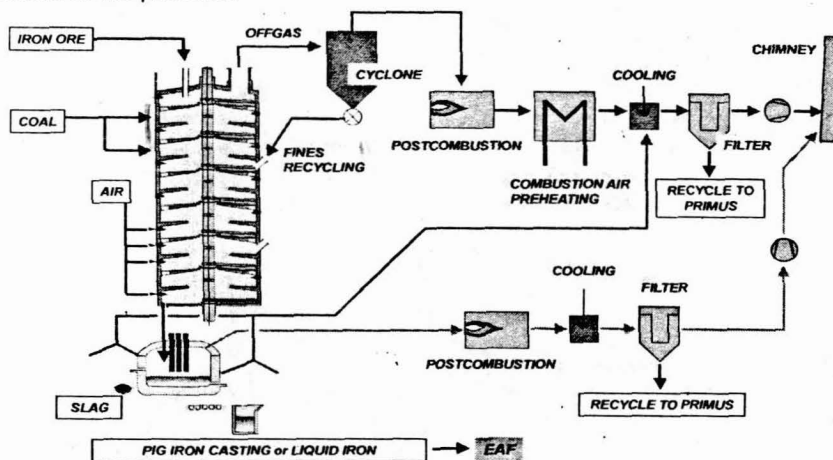 IRON ORE
OFFGAS
CYCLONE
COAL
FINES
RECYCLING
AIR
POSTCOMBUSTION
COMBUSTION AIR
PREHEATING
COOLING
FILTER
CHIMNEY
RECYCLE TO
PRIMUS
COOLING
FILTER
POSTCOMBUSTION
RECYCLE TO PRIMUS
SLAG
PIG IRON CASTING or LIQUID IRON
EAF